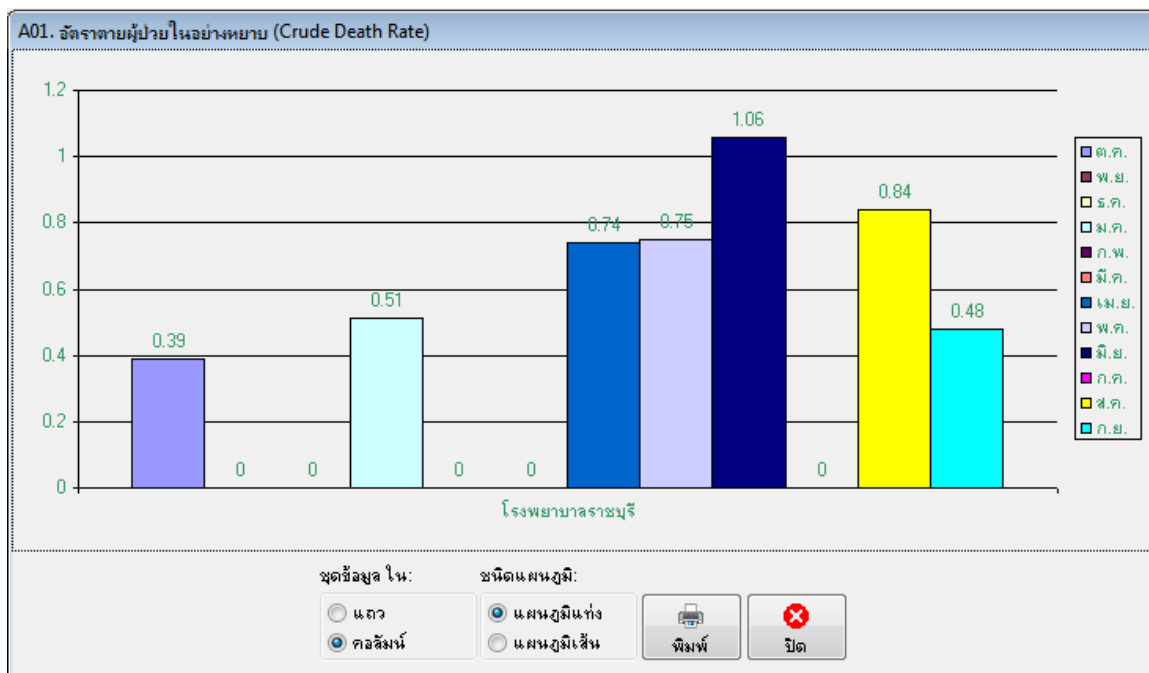 A01. อัตราตายผู้ป่วยในอย่างหยาบ (Crude Death Rate)
1.2
1
0.8
0.6
0.4
0.2
0
0.39
0
0
0.51
0
0
0.74
0.75
1.06
0
0.84
0.48
โรงพยาบาลราชบุรี
ต.ค.
พ.ย.
ธ.ค.
ม.ค.
ก.พ.
มี.ค.
เม.ย.
พ.ค.
มิ.ย.
ก.ค.
ส.ค.
ก.ย.
ชุดข้อมูล ใน:
แถว
คอลัมน์
ชนิดแผนภูมิ:
แผนภูมิแท่ง
แผนภูมิเส้น
พิมพ์
ปิด